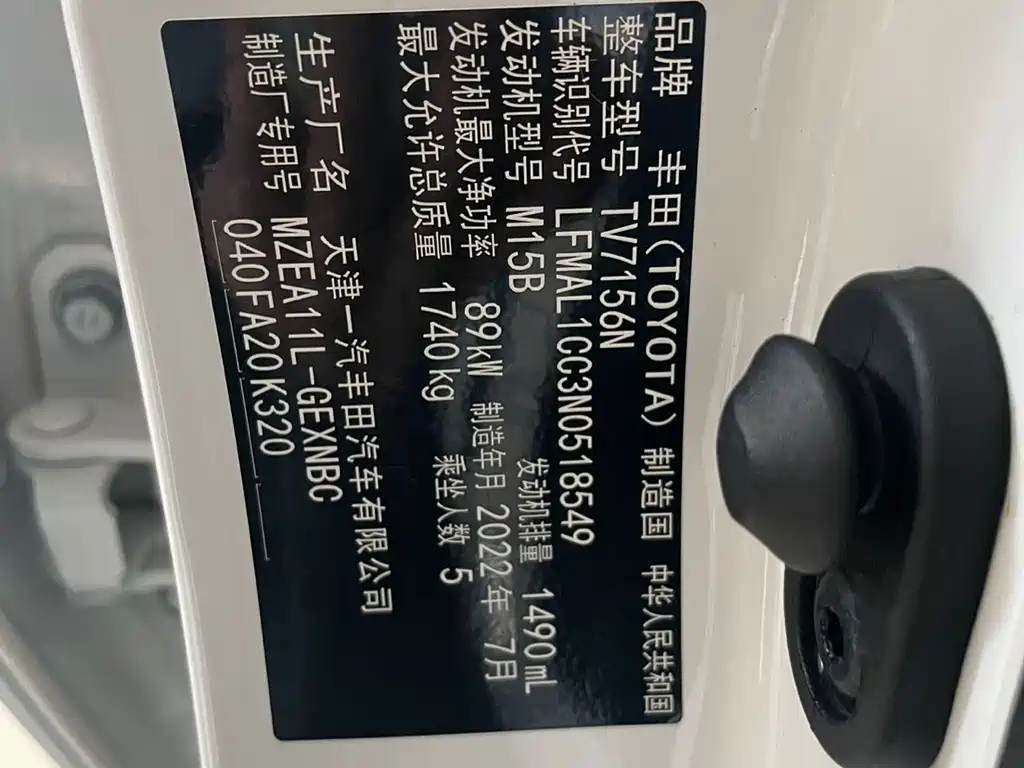 品牌 丰田(TOYOTA) 制造国 中华人民共和国
整车型号 TV7156N
车辆识别代号 LFMAL1CC3N0518549
发动机型号 M15B 发动机排量 1490mL
发动机最大净功率 89kW 制造年月 2022年 7月
最大允许总质量 1740kg 乘坐人数 5
生产厂名 天津一汽丰田汽车有限公司
制造厂专用号 MZEA11L-GEXNBC
040FA20K320